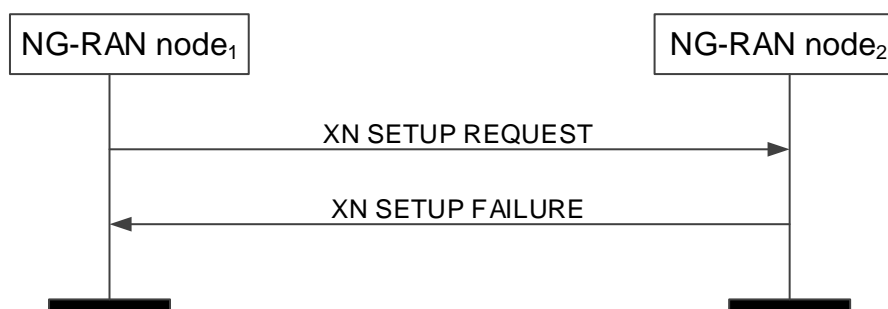 NG-RAN node₁
NG-RAN node₂
XN SETUP REQUEST
XN SETUP FAILURE